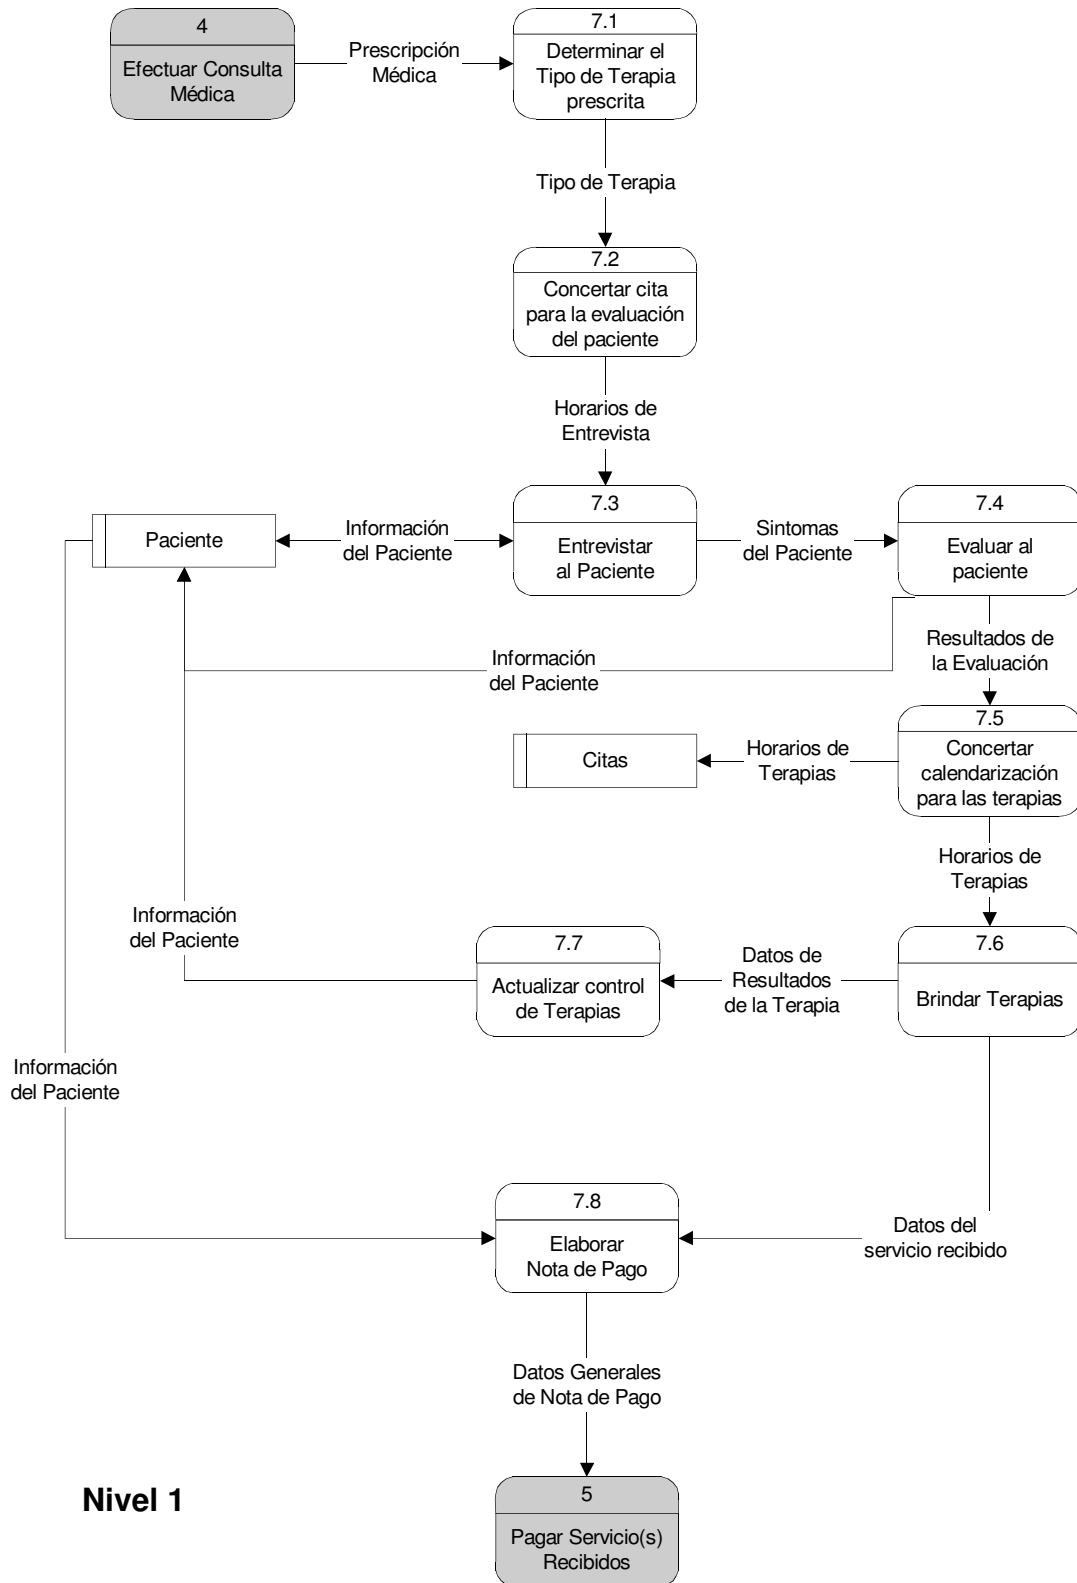 4
Efectuar Consulta
Médica
Prescripción
Médica
7.1
Determinar el
Tipo de Terapia
prescrita
Tipo de Terapia
7.2
Concertar cita
para la evaluación
del paciente
Horarios de
Entrevista
Paciente
Información
del Paciente
7.3
Entrevistar
al Paciente
Sintomas
del Paciente
7.4
Evaluar al
paciente
Información
del Paciente
Resultados de
la Evaluación
Citas
Horarios de
Terapias
7.5
Concertar
calendarización
para las terapias
Horarios de
Terapias
Información
del Paciente
7.7
Actualizar control
de Terapias
Datos de
Resultados
de la Terapia
7.6
Brindar Terapias
Información
del Paciente
7.8
Elaborar
Nota de Pago
Datos del
servicio recibido
Datos Generales
de Nota de Pago
Nivel 1
5
Pagar Servicio(s)
Recibidos